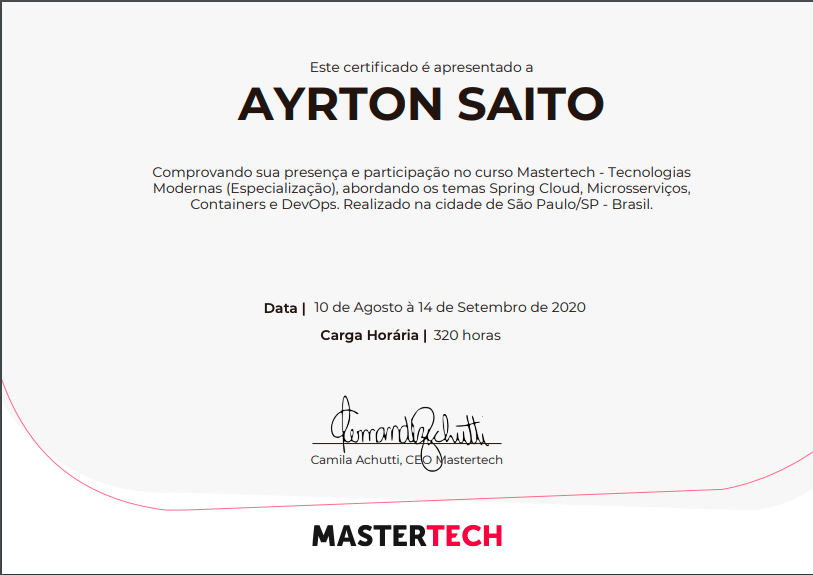 Este certificado é apresentado a
AYRTON SAITO
Comprovando sua presença e participação no curso Mastertech - Tecnologias
Modernas (Especialização), abordando os temas Spring Cloud, Microsserviços,
Containers e DevOps. Realizado na cidade de São Paulo/SP - Brasil.
Data | 10 de Agosto à 14 de Setembro de 2020
Carga Horária | 320 horas
Camila Achutti, CEO Mastertech
MASTERTECH